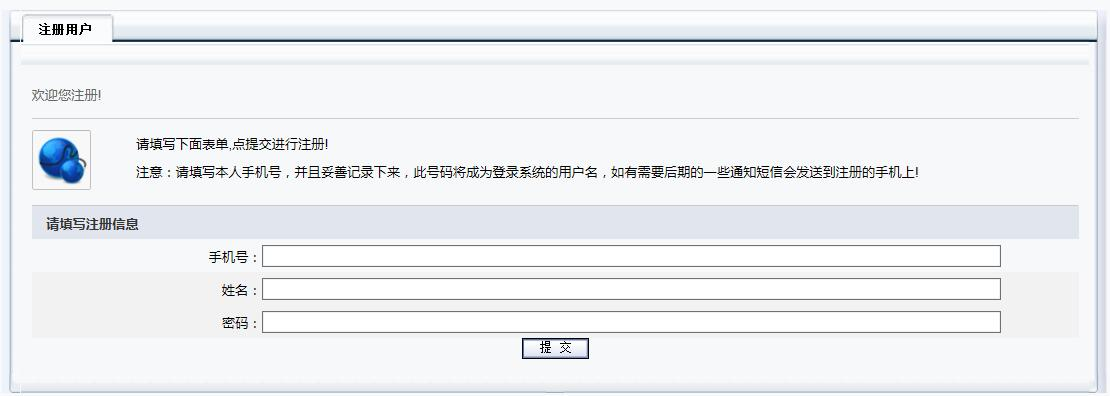 注册用户
欢迎您注册!
请填写下面表单,点提交进行注册!
注意：请填写本人手机号，并且妥善记录下来，此号码将成为登录系统的用户名，如有需要后期的一些通知短信会发送到注册的手机上!
请填写注册信息
手机号：
姓名：
密码：
提 交